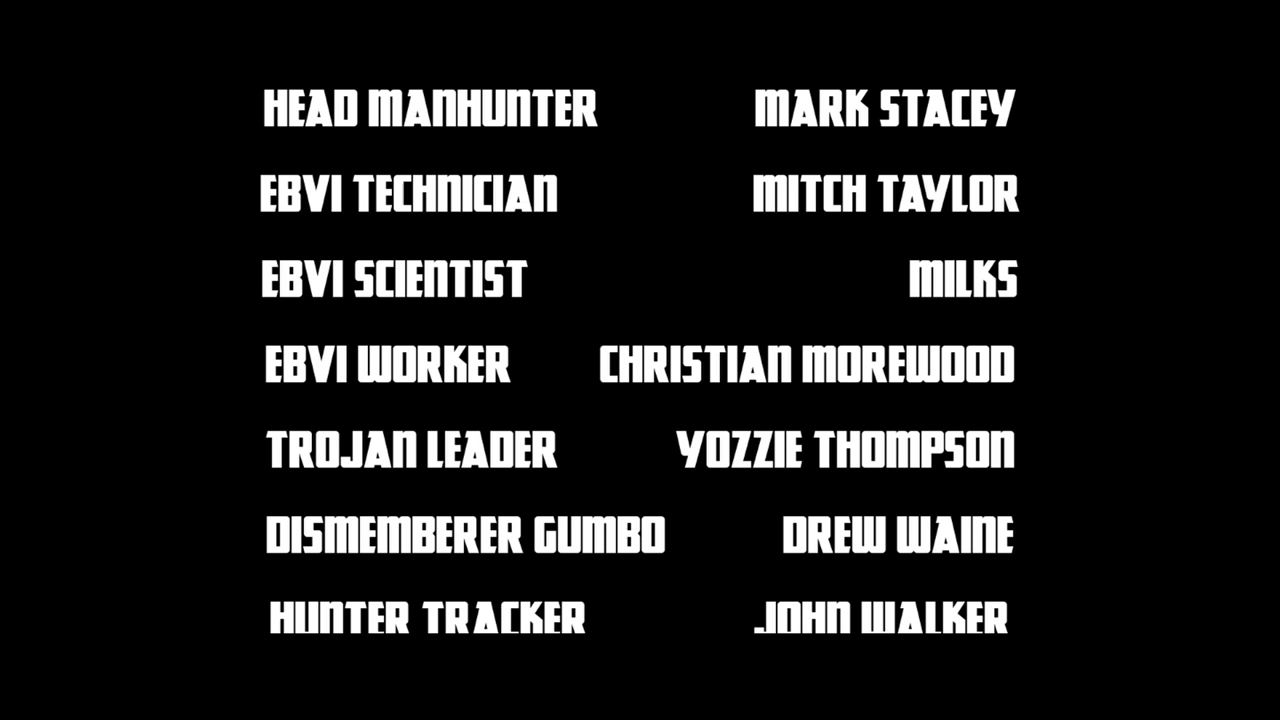 HEAD MANHUNTER MARK STACEY
EBVI TECHNICIAN MITCH TAYLOR
EBVI SCIENTIST MILKS
EBVI WORKER CHRISTIAN MOREWOOD
TROJAN LEADER YOZZIE THOMPSON
DISMEMBERER GUMBO DREW WAINE
HUNTER TRACKER JOHN WALKER